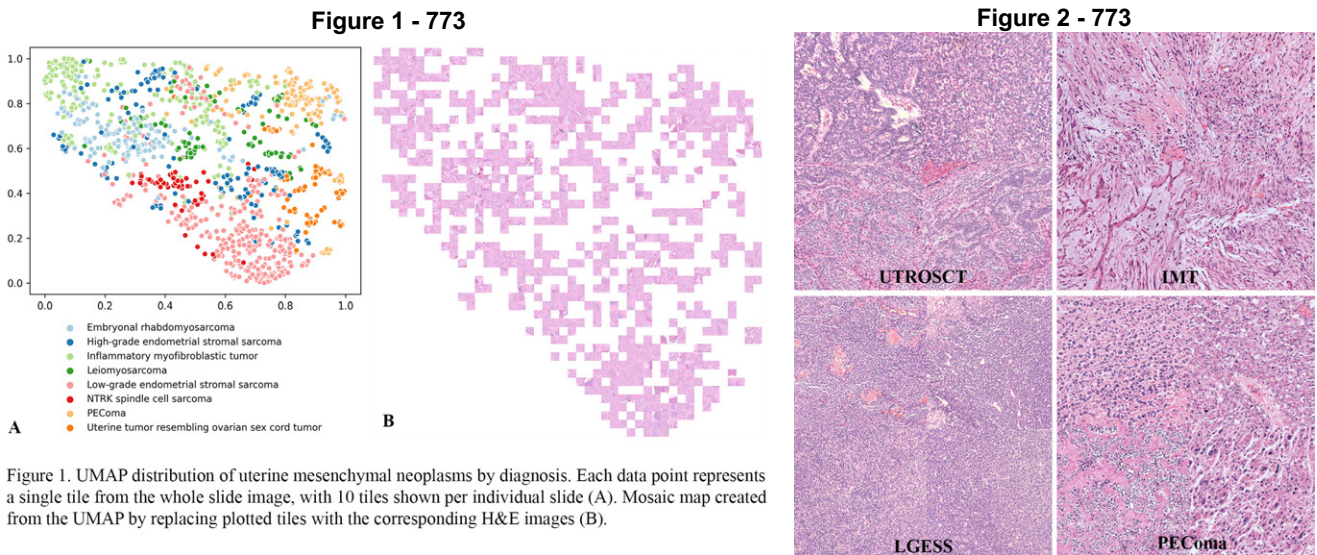 Figure 1 - 773
1.0
0.8
0.6
0.4
0.2
0.0
0.0 0.2 0.4 0.6 0.8 1.0
Embryonal rhabdomyosarcoma
High-grade endometrial stromal sarcoma
Inflammatory myofibroblastic tumor
Leiomyosarcoma
Low-grade endometrial stromal sarcoma
NTRK spindle cell sarcoma
PEComa
Uterine tumor resembling ovarian sex cord tumor
A
B
Figure 1. UMAP distribution of uterine mesenchymal neoplasms by diagnosis. Each data point represents
a single tile from the whole slide image, with 10 tiles shown per individual slide (A). Mosaic map created
from the UMAP by replacing plotted tiles with the corresponding H&E images (B).
Figure 2 - 773
UTROSCT
IMT
LGESS
PEComa